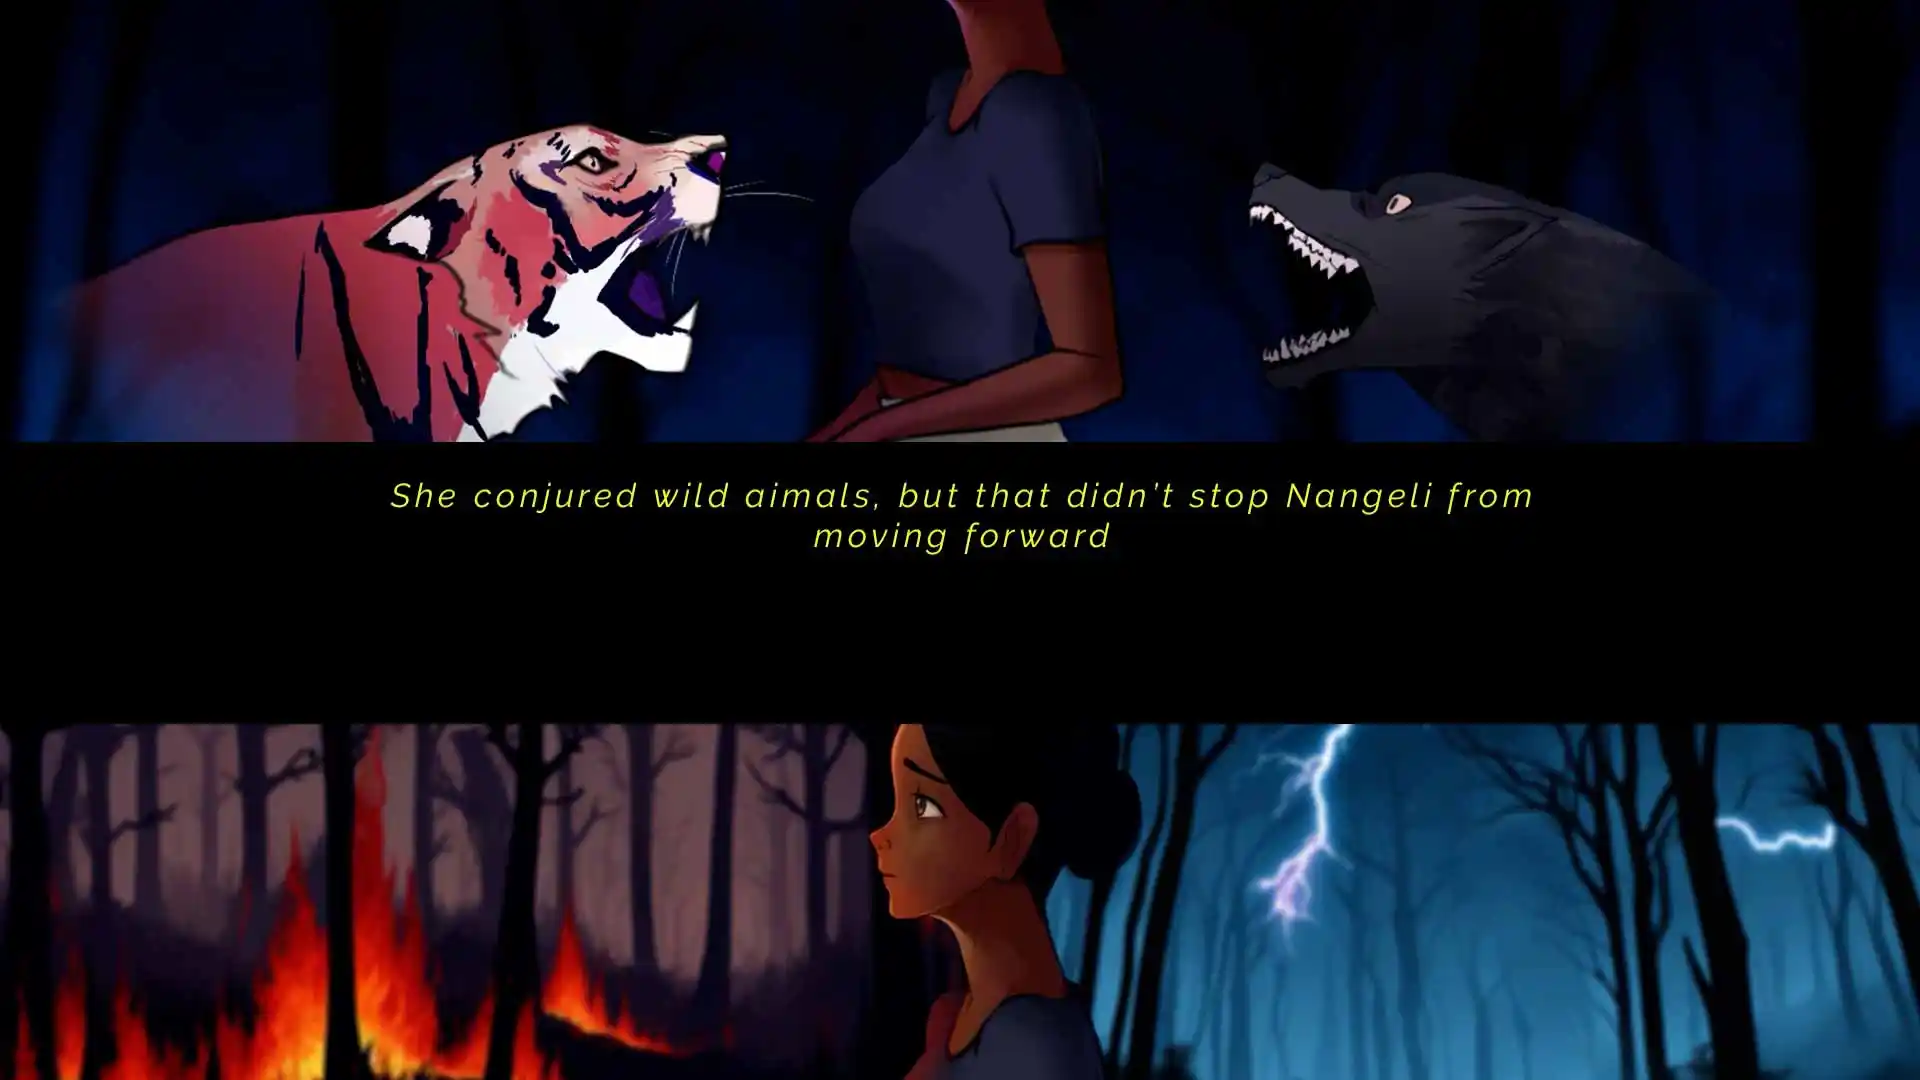 She conjured wild aimals, but that didn't stop Nangeli from
moving forward